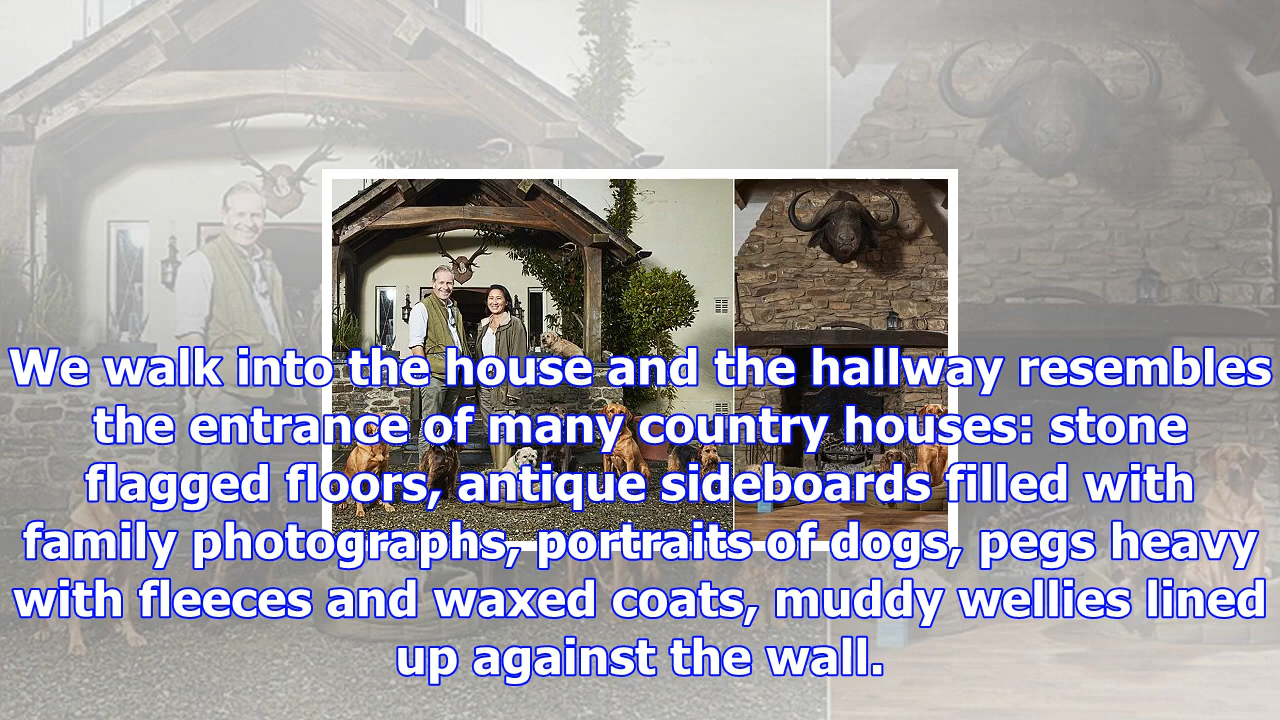 We walk into the house and the hallway resembles
the entrance of many country houses: stone
flagged floors, antique sideboards filled with
family photographs, portraits of dogs, pegs heavy
with fleeces and waxed coats, muddy wellies lined
up against the wall.